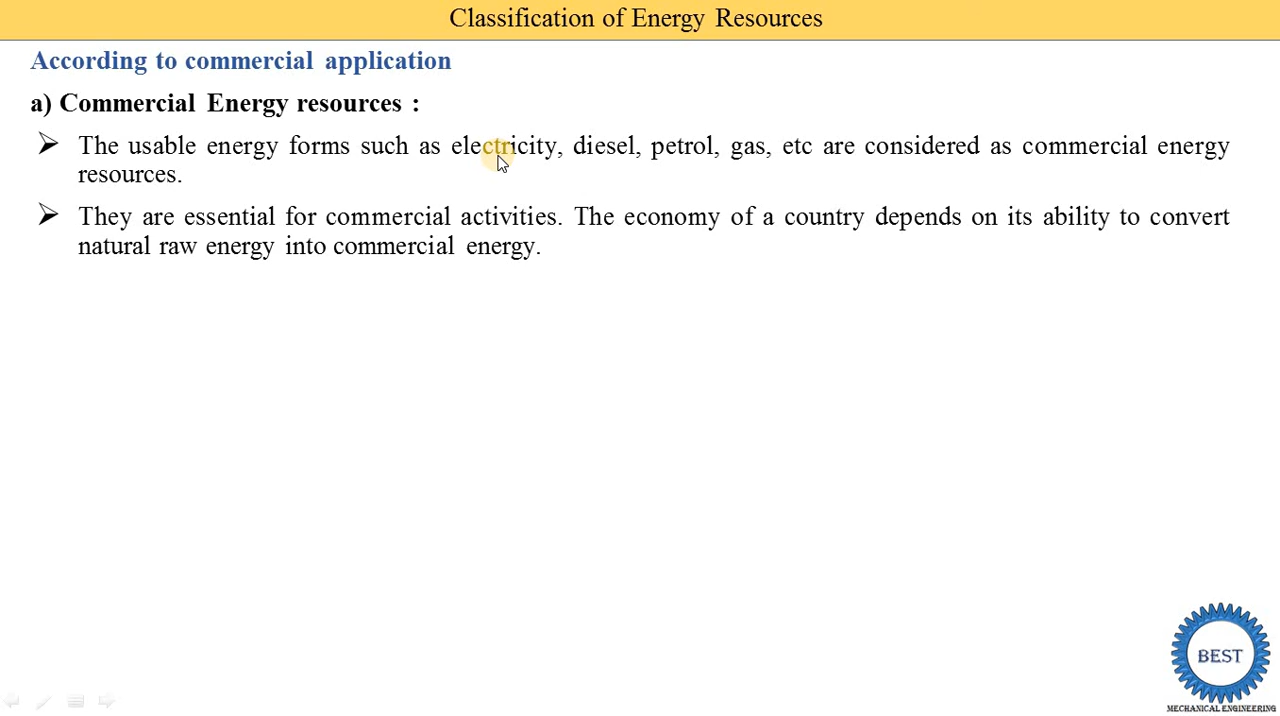 Classification of Energy Resources
According to commercial application
a) Commercial Energy resources :
The usable energy forms such as electricity, diesel, petrol, gas, etc are considered as commercial energy
resources.
They are essential for commercial activities. The economy of a country depends on its ability to convert
natural raw energy into commercial energy.
BEST
MECHANICAL ENGINEERING